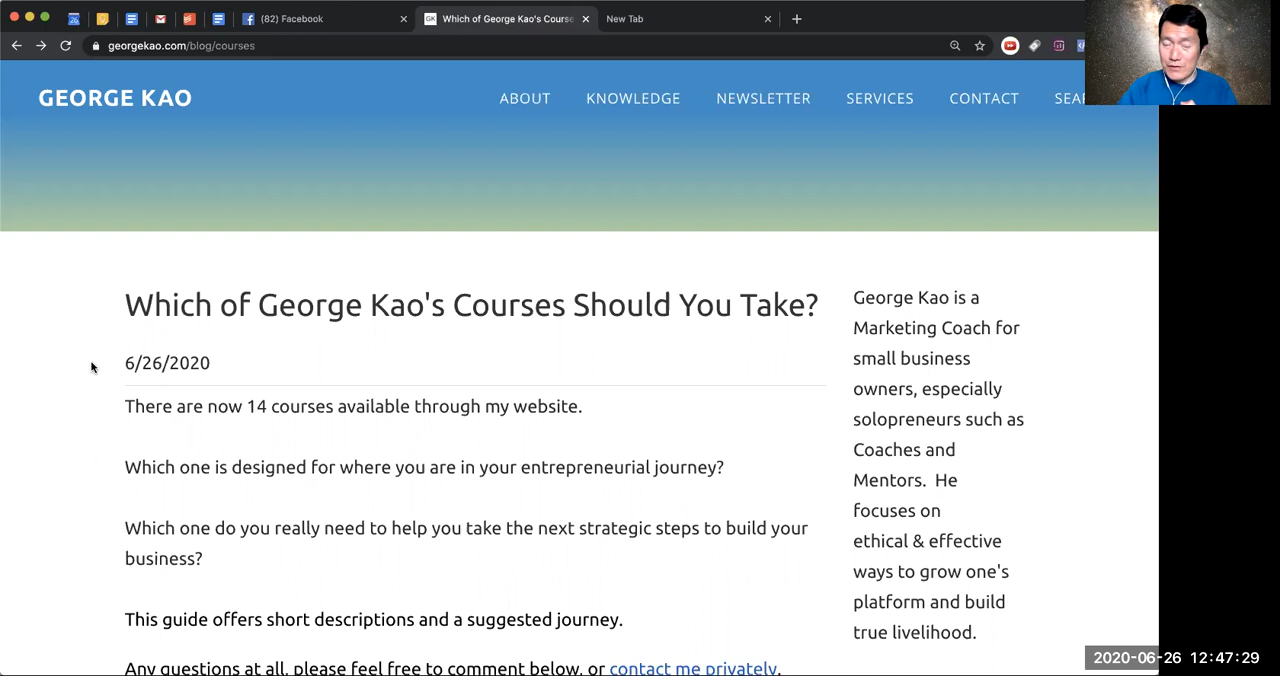 (82) Facebook
GK Which of George Kao's Course
New Tab
georgekao.com/blog/courses
GEORGE KAO
ABOUT KNOWLEDGE NEWSLETTER SERVICES CONTACT
Which of George Kao's Courses Should You Take?
6/26/2020
There are now 14 courses available through my website.
Which one is designed for where you are in your entrepreneurial journey?
Which one do you really need to help you take the next strategic steps to build your
business?
This guide offers short descriptions and a suggested journey.
Any questions at all, please feel free to comment below, or contact me privately.
George Kao is a
Marketing Coach for
small business
owners, especially
solopreneurs such as
Coaches and
Mentors. He
focuses on
ethical & effective
ways to grow one's
platform and build
true livelihood.
2020-06-26 12:47:29